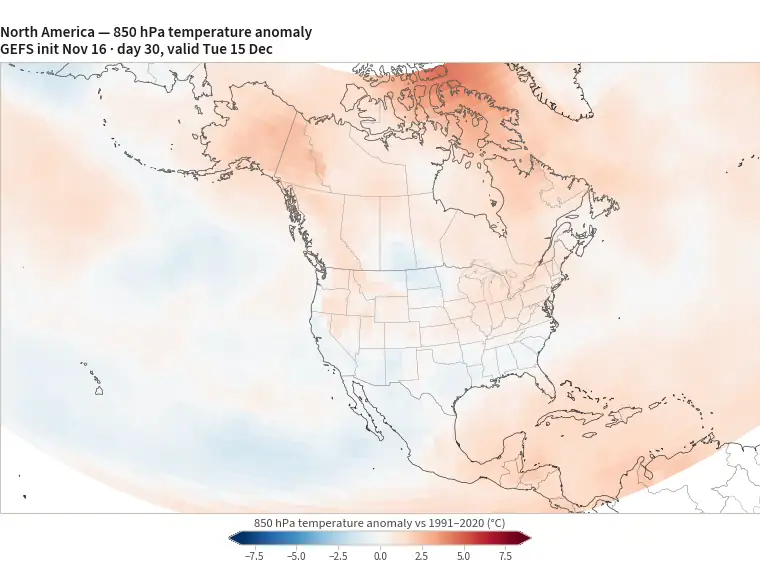 North America — 850 hPa temperature anomaly
GEFS init Nov 16 · day 30, valid Tue 15 Dec
850 hPa temperature anomaly vs 1991–2020 (°C)
−7.5 −5.0 −2.5 0.0 2.5 5.0 7.5